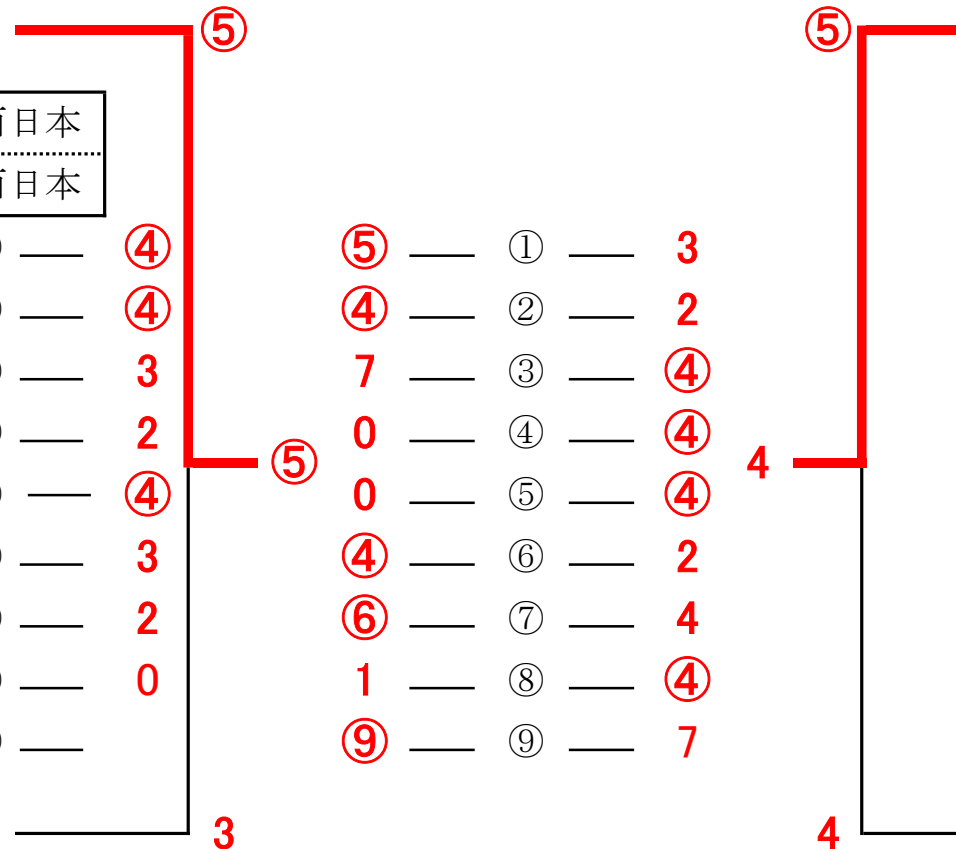 ⑤ ⑤
日本
日本
④ ⑤ ① 3
④ ④ ② 2
3 7 ③ ④
2 0 ④ ④
⑤ 4
④ 0 ⑤ ④
3 ④ ⑥ 2
2 ⑥ ⑦ 4
0 1 ⑧ ④
⑨ ⑨ 7
3 4